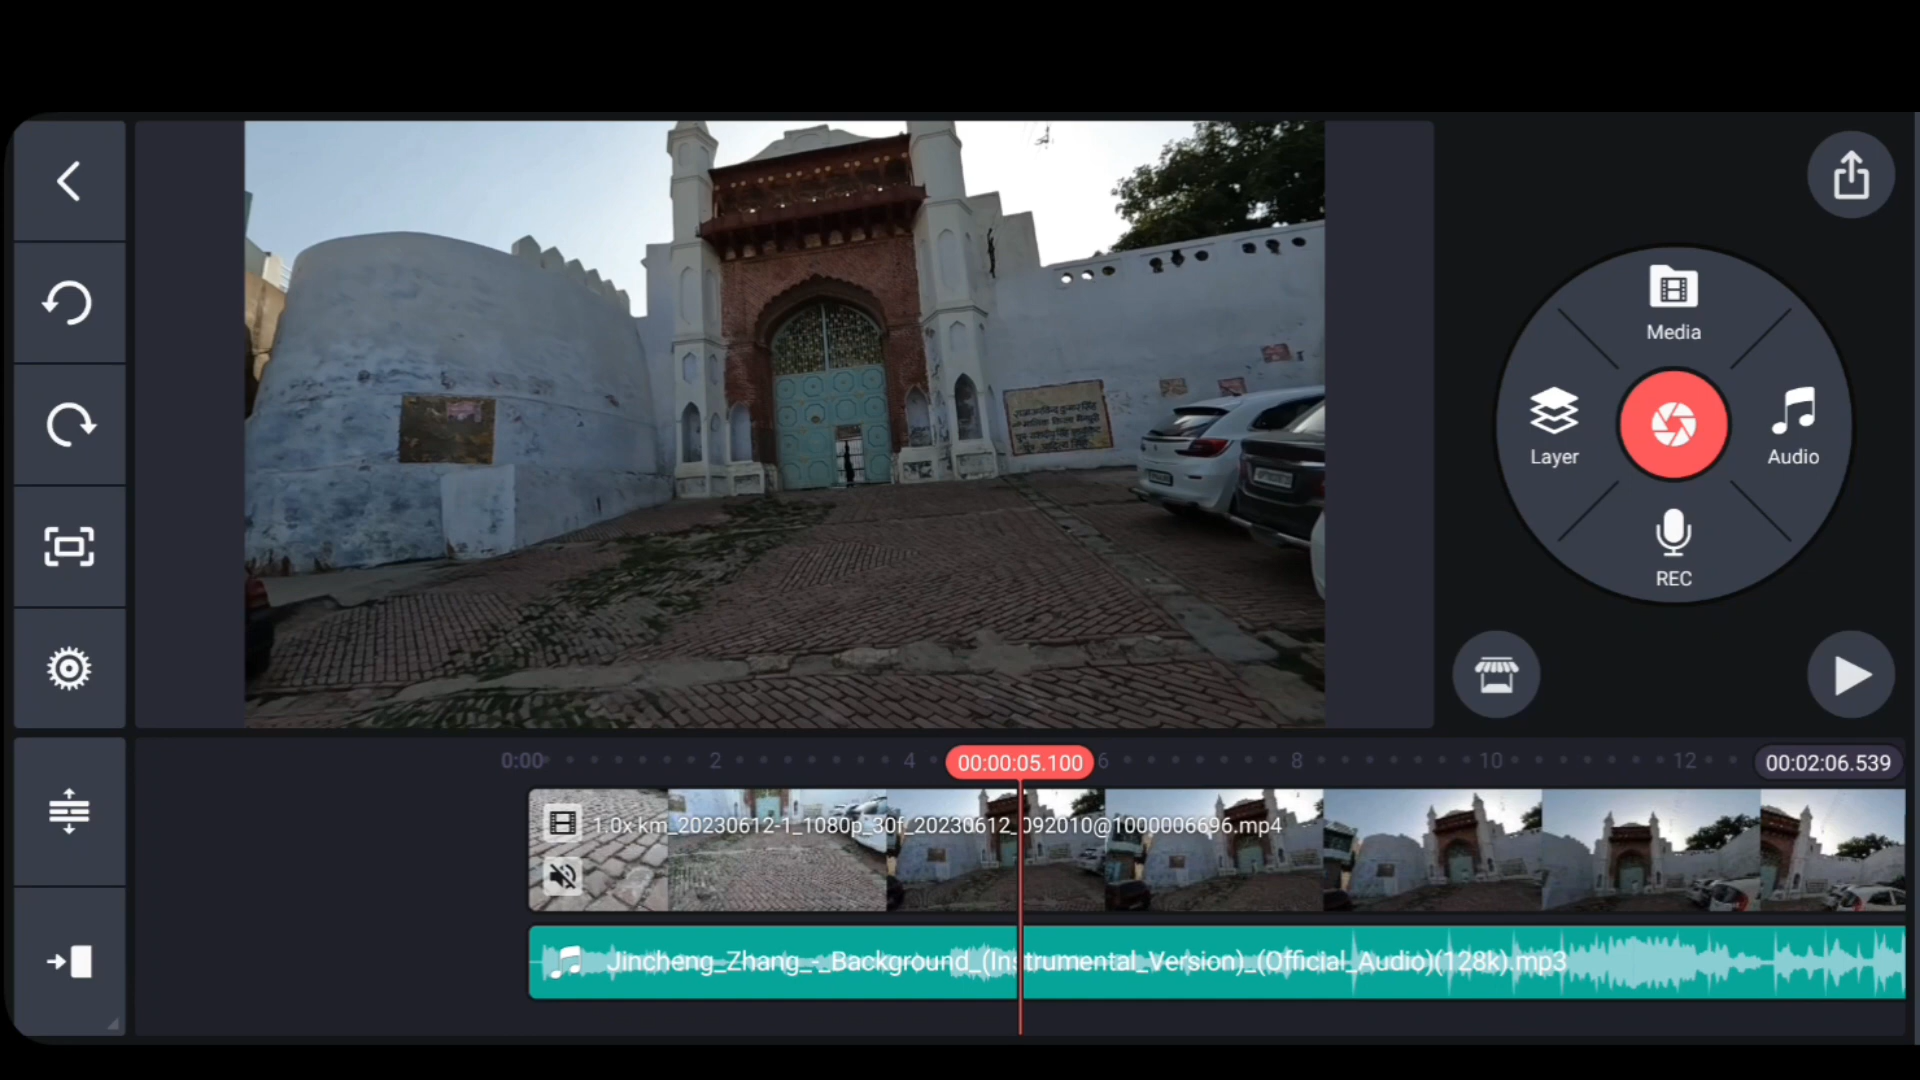 Media
Layer
Audio
REC
0:00
2
4
00:00:05.100
6
8
10
12
00:02:06.539
1.0x km_20230612-1_1080p_30f_20230612_092010@1000006696.mp4
Jincheng_Zhang_-_Background_(Instrumental_Version)_(Official_Audio)(128k).mp3